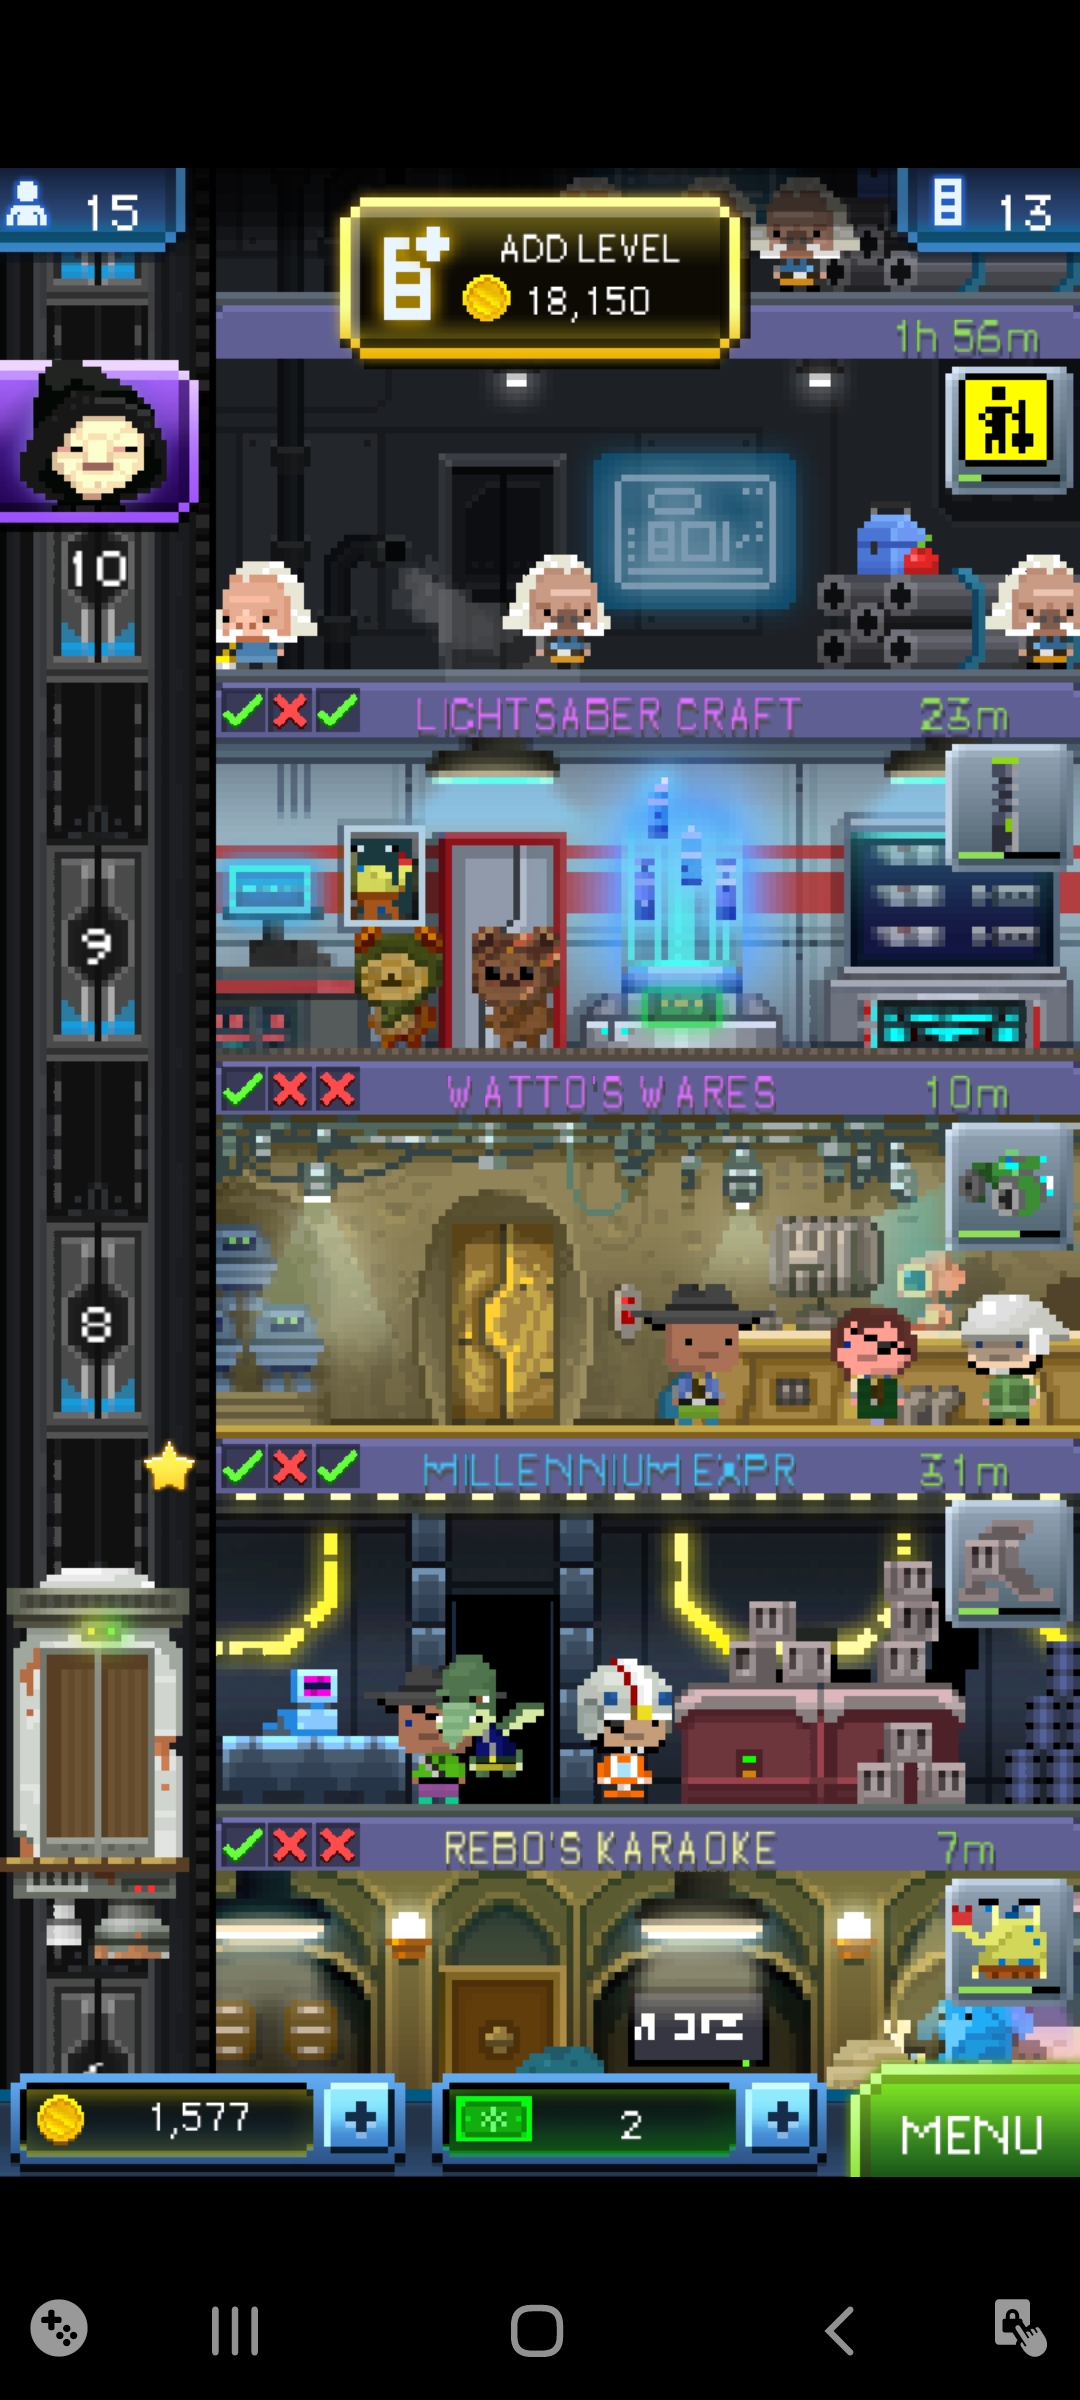 15
ADD LEVEL
18,150
13
1h 56m
10
LIGHTSABER CRAFT 23m
9
WATTO'S WARES 10m
8
MILLENNIUM EXPR 31m
REBO'S KARAOKE 7m
1,577
2
MENU